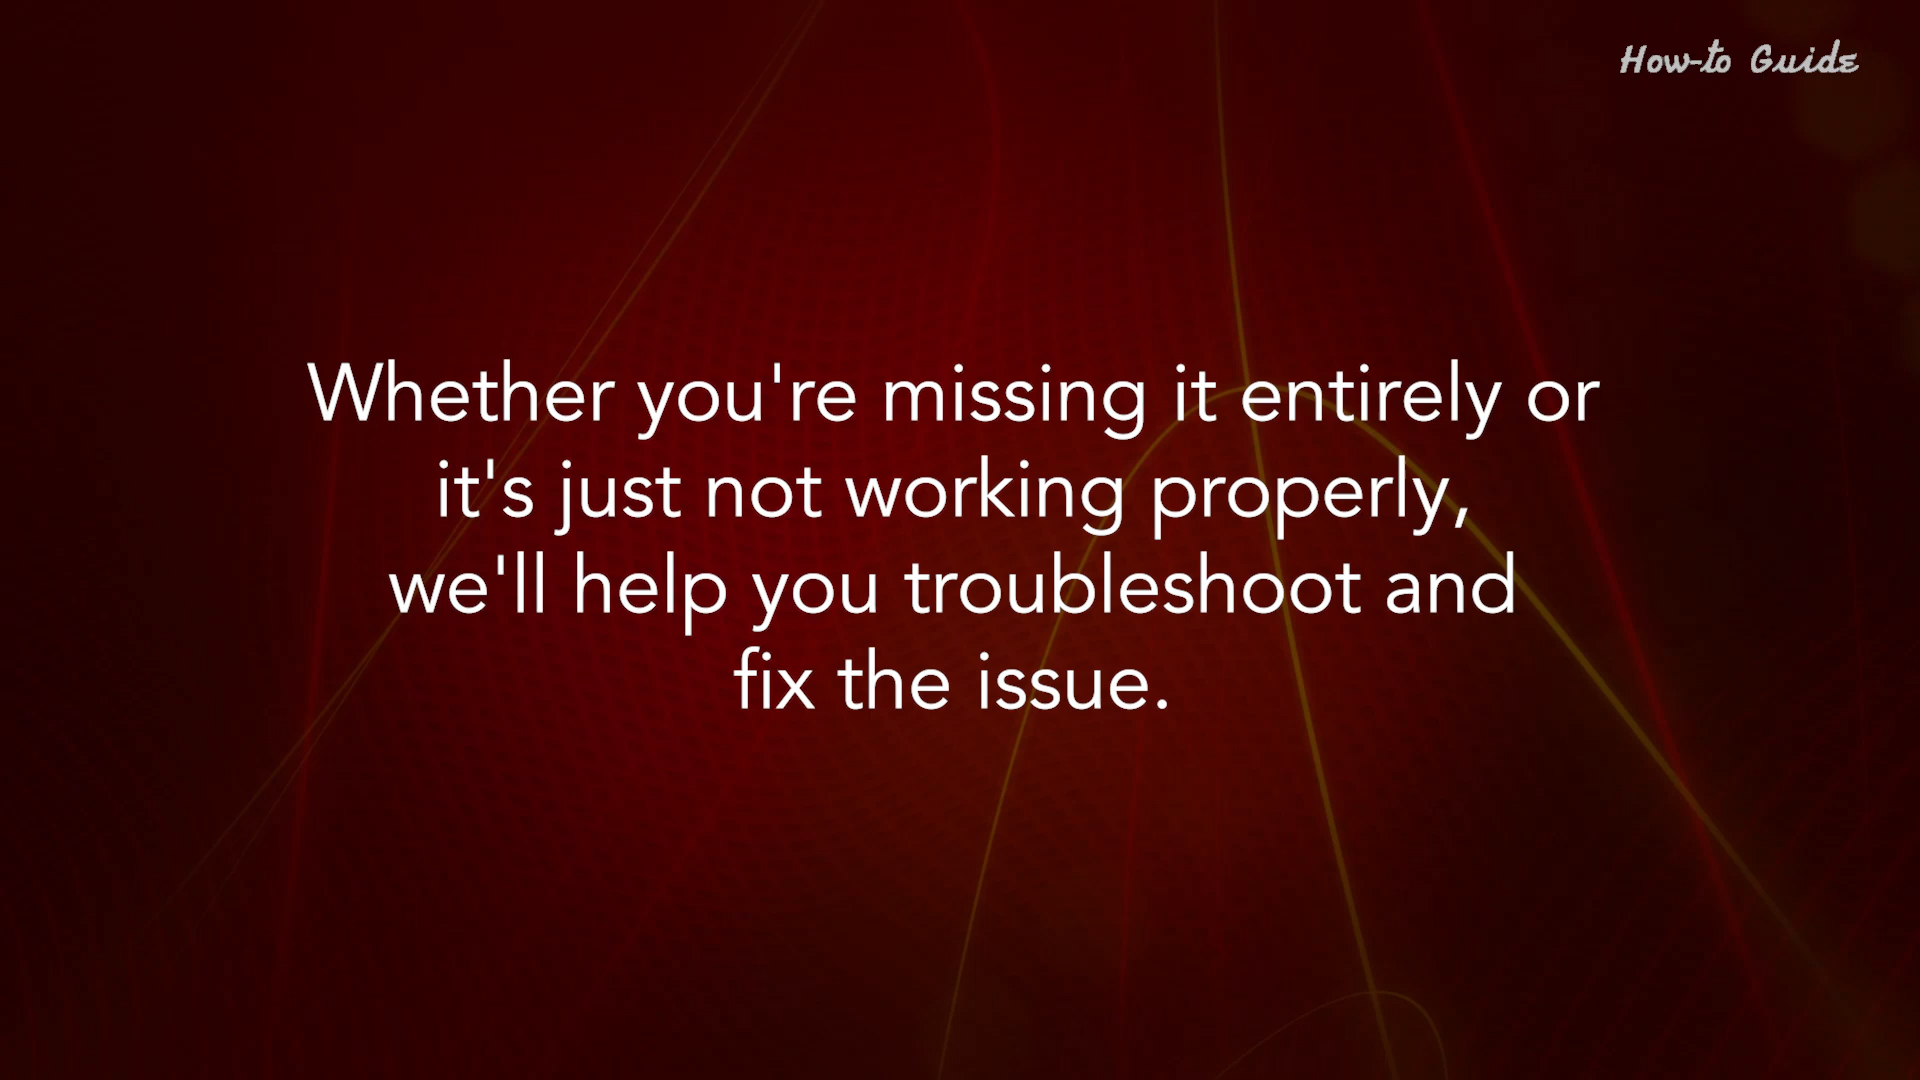 How-to Guide
Whether you're missing it entirely or
it's just not working properly,
we'll help you troubleshoot and
fix the issue.